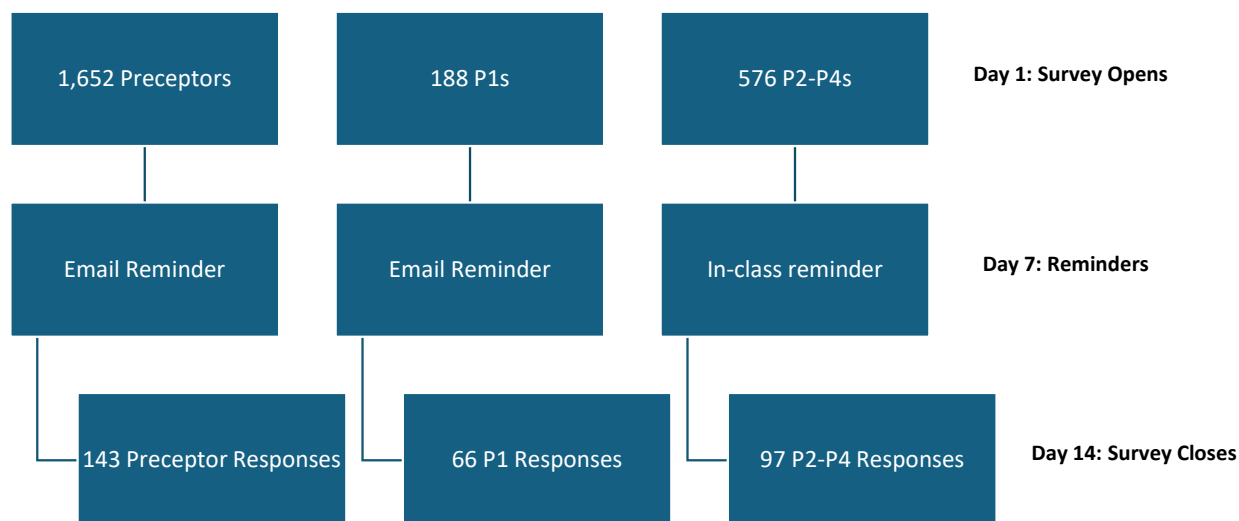 1,652 Preceptors
188 P1s
576 P2-P4s
Day 1: Survey Opens
Email Reminder
Email Reminder
In-class reminder
Day 7: Reminders
143 Preceptor Responses
66 P1 Responses
97 P2-P4 Responses
Day 14: Survey Closes